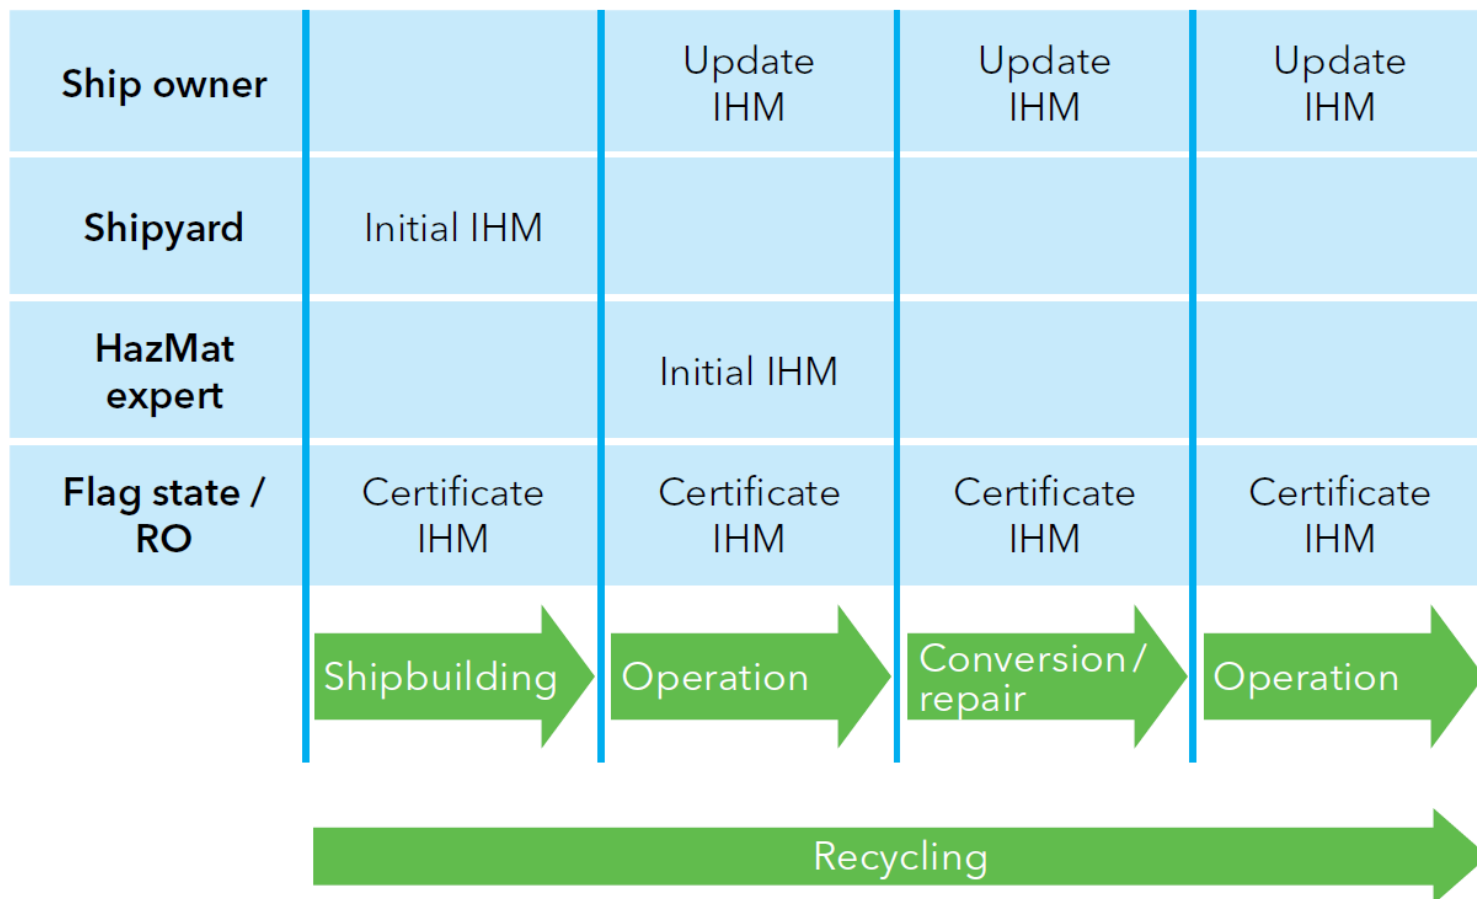 Ship owner
Update
IHM
Update
IHM
Update
IHM
Shipyard
Initial IHM
HazMat
expert
Initial IHM
Flag state /
RO
Certificate
IHM
Certificate
IHM
Certificate
IHM
Certificate
IHM
Shipbuilding
Operation
Conversion/
repair
Operation
Recycling